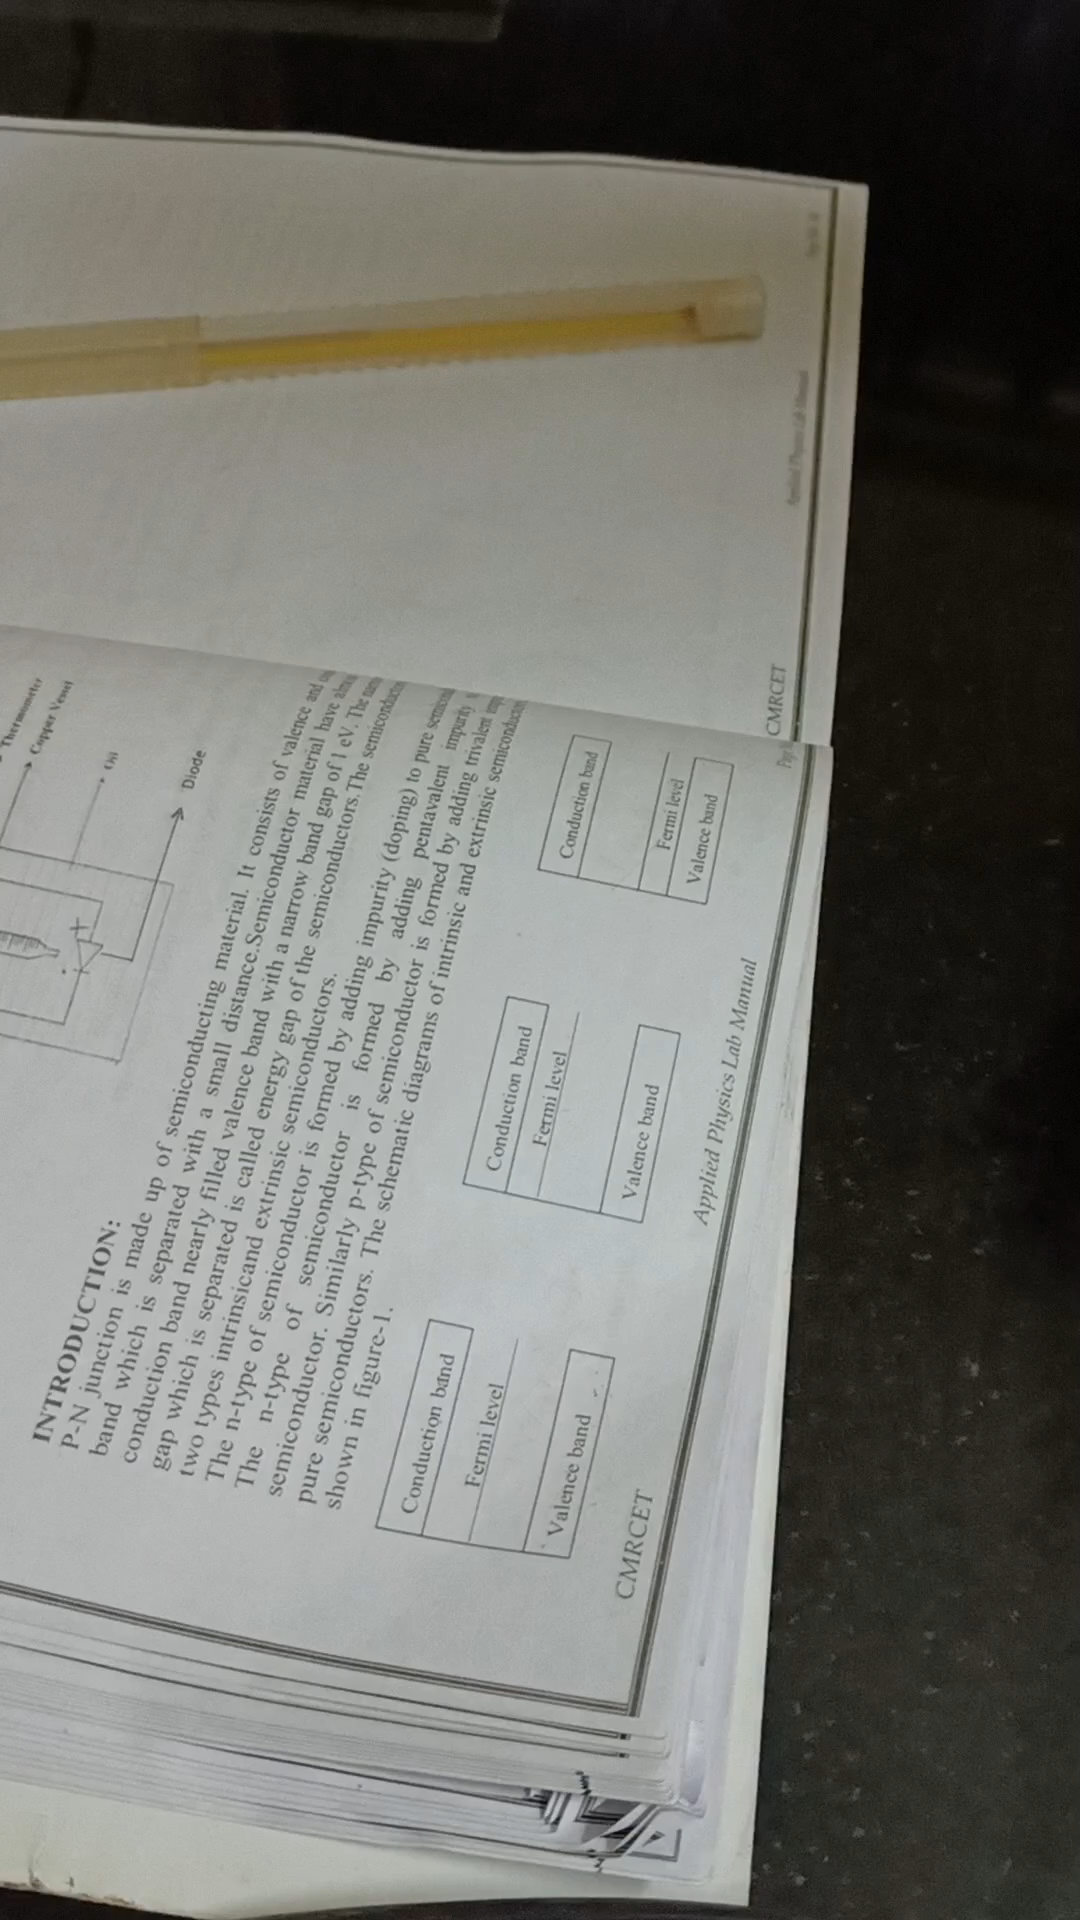 Thermometer
Copper Vessel
Oil
Diode
INTRODUCTION:
P-N junction is made up of semiconducting material. It consists of valence and
band which is separated with a small distance.Semiconductor material have
conduction band nearly filled valence band with a narrow band gap of 1 eV. The
gap which is separated is called energy gap of the semiconductors.The
two types intrinsicand extrinsic semiconductors.
The n-type of semiconductor is formed by adding impurity (doping) to pure
The n-type of semiconductor is formed by adding pentavalent impurity
semiconductor. Similarly p-type of semiconductor is formed by adding trivalent
pure semiconductors. The schematic diagrams of intrinsic and extrinsic
shown in figure-1.
Conduction band
Fermi level
Valence band
Conduction band
Fermi level
Valence band
Conduction band
Fermi level
Valence band
CMRCET
Applied Physics Lab Manual
CMRCET
Applied Physics Lab Manual